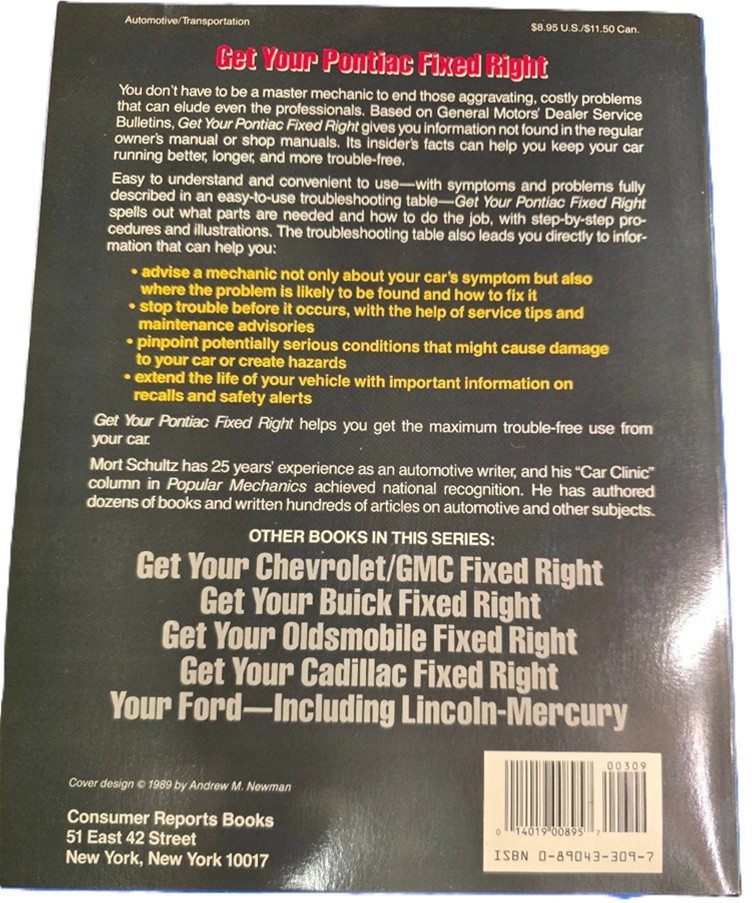 Automotive/Transportation
$8.95 U.S./$11.50 Can.
Get Your Pontiac Fixed Right
You don't have to be a master mechanic to end those aggravating, costly problems
that can elude even the professionals. Based on General Motors' Dealer Service
Bulletins, Get Your Pontiac Fixed Right gives you information not found in the regular
owner's manual or shop manuals. Its insider's facts can help you keep your car
running better, longer, and more trouble-free.
Easy to understand and convenient to use—with symptoms and problems fully
described in an easy-to-use troubleshooting table—Get Your Pontiac Fixed Right
spells out what parts are needed and how to do the job, with step-by-step pro-
cedures and illustrations. The troubleshooting table also leads you directly to infor-
mation that can help you:
• advise a mechanic not only about your car's symptom but also
where the problem is likely to be found and how to fix it
• stop trouble before it occurs, with the help of service tips and
maintenance advisories
• pinpoint potentially serious conditions that might cause damage
to your car or create hazards
• extend the life of your vehicle with important information on
recalls and safety alerts
Get Your Pontiac Fixed Right helps you get the maximum trouble-free use from
your car.
Mort Schultz has 25 years' experience as an automotive writer, and his "Car Clinic"
column in Popular Mechanics achieved national recognition. He has authored
dozens of books and written hundreds of articles on automotive and other subjects.
OTHER BOOKS IN THIS SERIES:
Get Your Chevrolet/GMC Fixed Right
Get Your Buick Fixed Right
Get Your Oldsmobile Fixed Right
Get Your Cadillac Fixed Right
Your Ford—Including Lincoln-Mercury
Cover design © 1989 by Andrew M. Newman
Consumer Reports Books
51 East 42 Street
New York, New York 10017
00309
0 14019 00895 7
ISBN 0-89043-309-7